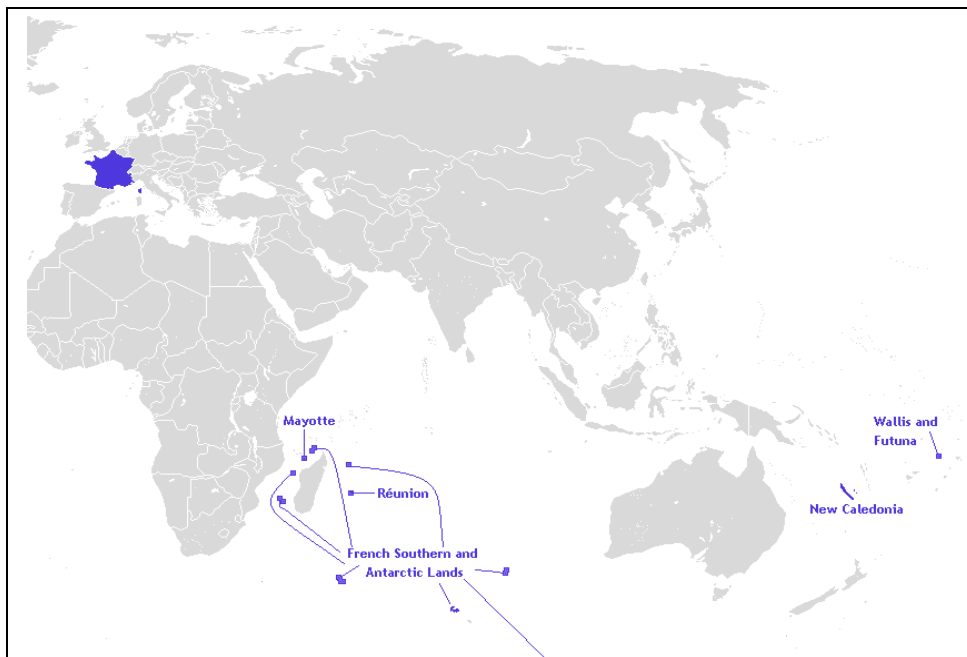 Mayotte
Wallis and
Futuna
Réunion
New Caledonia
French Southern and
Antarctic Lands